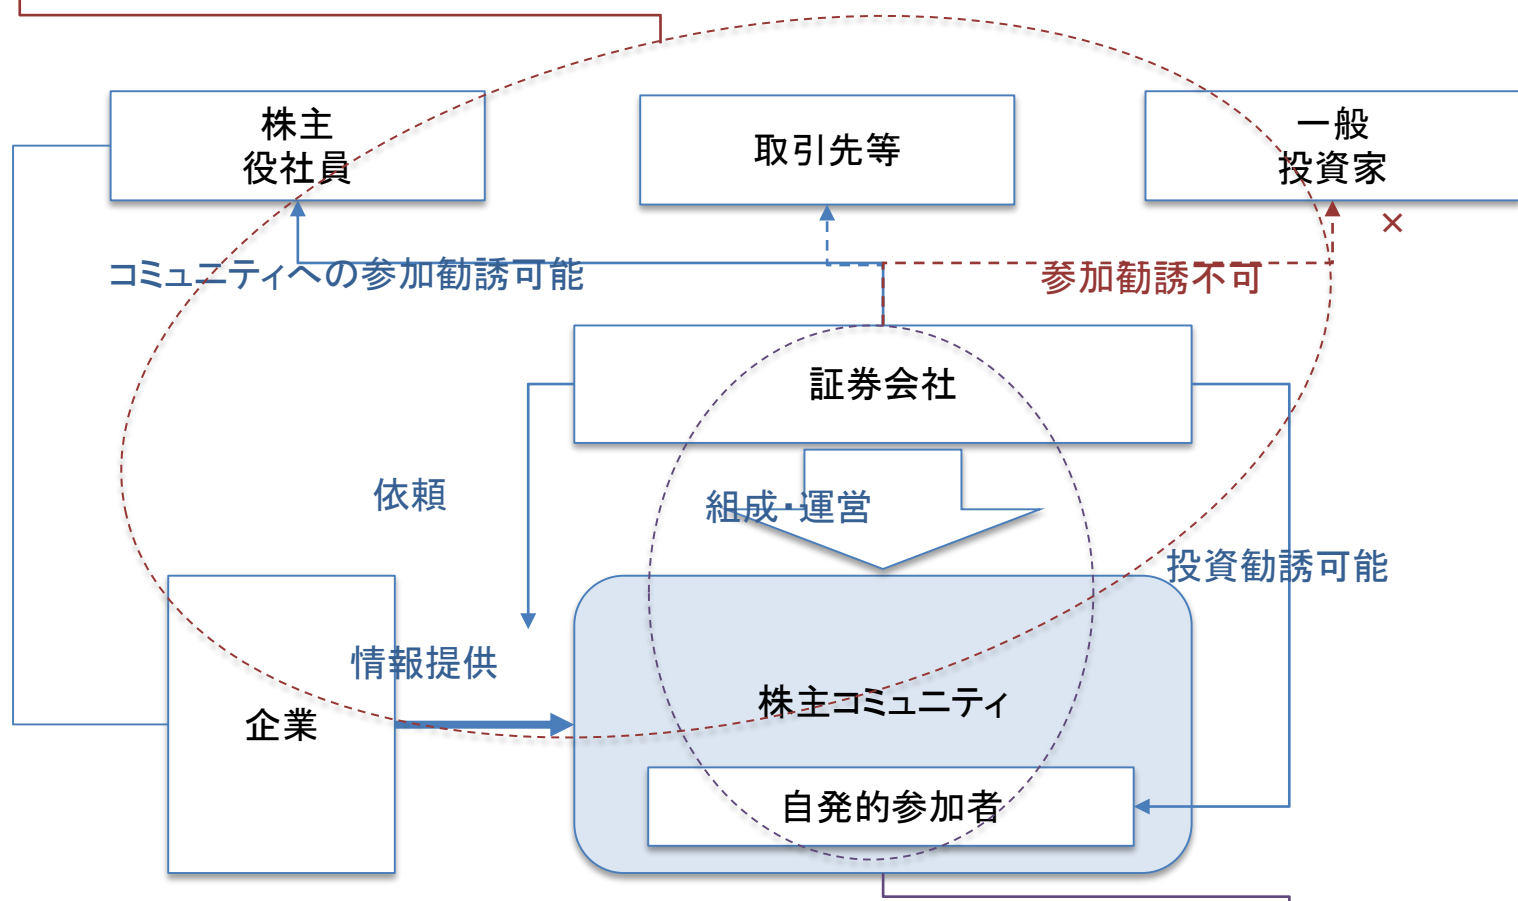 株主
役社員
取引先等
一般
投資家
×
コミュニティへの参加勧誘可能
参加勧誘不可
証券会社
依頼
組成・運営
投資勧誘可能
情報提供
企業
株主コミュニティ
自発的参加者